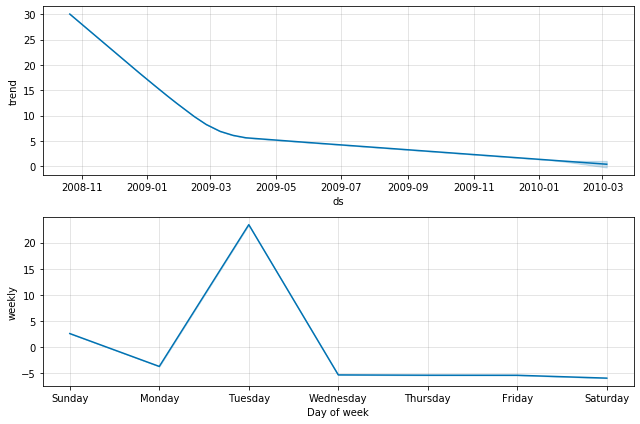 30
25
20
15
10
5
0
trend
2008-11 2009-01 2009-03 2009-05 2009-07 2009-09 2009-11 2010-01 2010-03
ds
20
15
10
5
0
−5
weekly
Sunday Monday Tuesday Wednesday Thursday Friday Saturday
Day of week